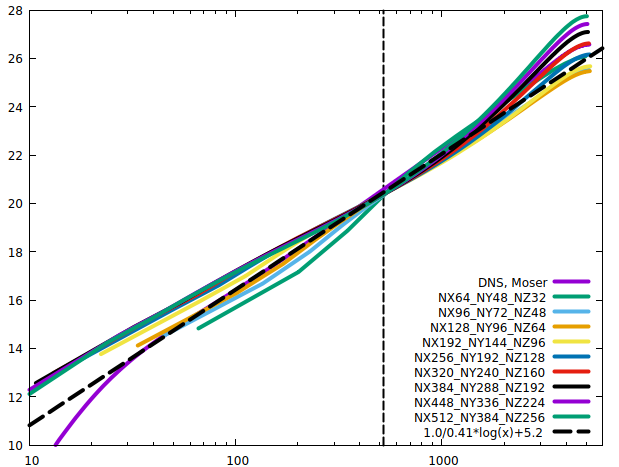 28
26
24
22
20
18
16
14
12
10
DNS, Moser
NX64_NY48_NZ32
NX96_NY72_NZ48
NX128_NY96_NZ64
NX192_NY144_NZ96
NX256_NY192_NZ128
NX320_NY240_NZ160
NX384_NY288_NZ192
NX448_NY336_NZ224
NX512_NY384_NZ256
1.0/0.41*log(x)+5.2
10 100 1000